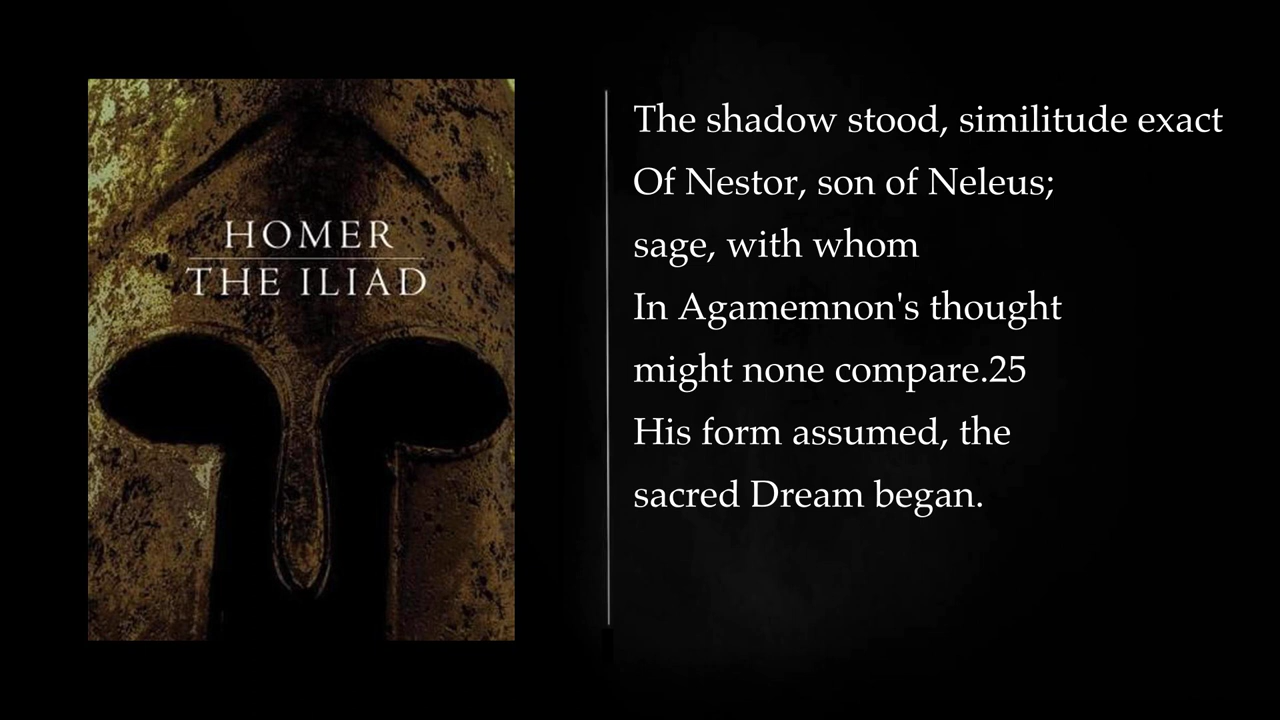 HOMER
THE ILIAD
The shadow stood, similitude exact
Of Nestor, son of Neleus;
sage, with whom
In Agamemnon's thought
might none compare.25
His form assumed, the
sacred Dream began.